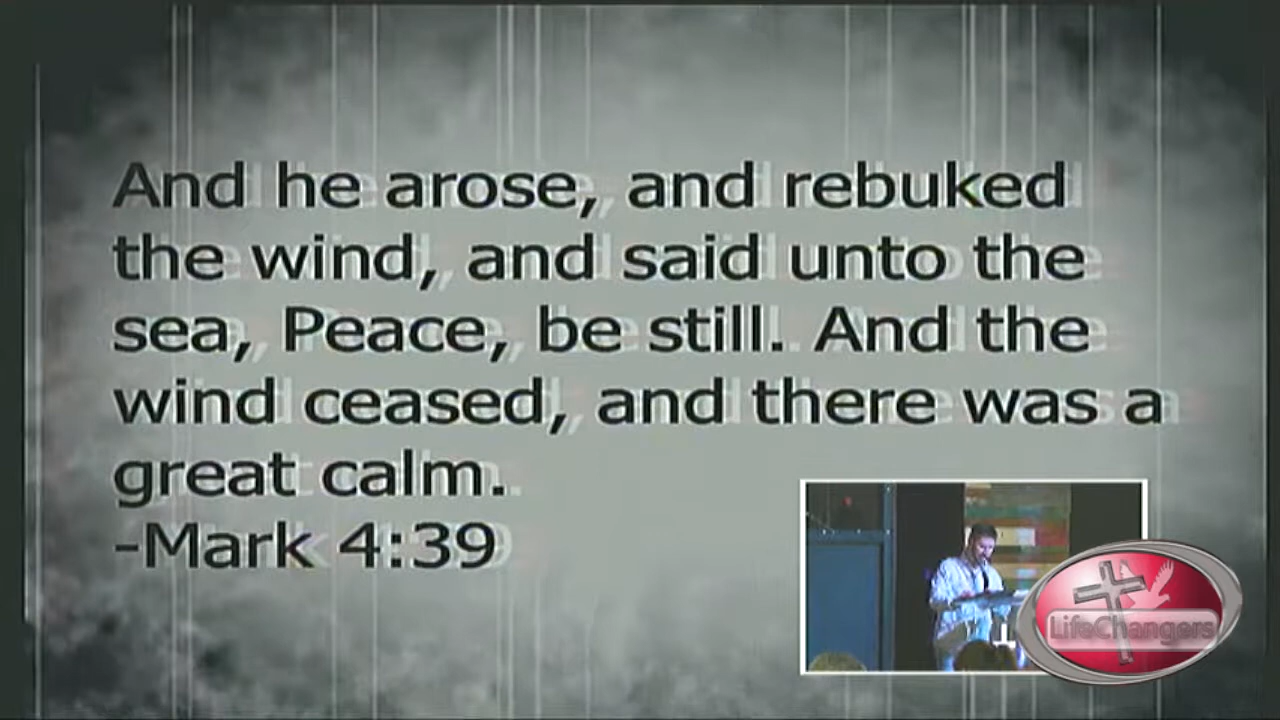 And he arose, and rebuked
the wind, and said unto the
sea, Peace, be still. And the
wind ceased, and there was a
great calm.
-Mark 4:39
LifeChangers